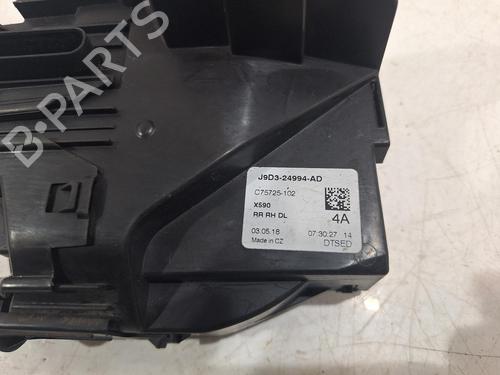 B-PARTS
J9D3-24994-AD
C75725-102
X590
RR RH DL
4A
03.05.18 07:30:27 14
Made in CZ DTSED